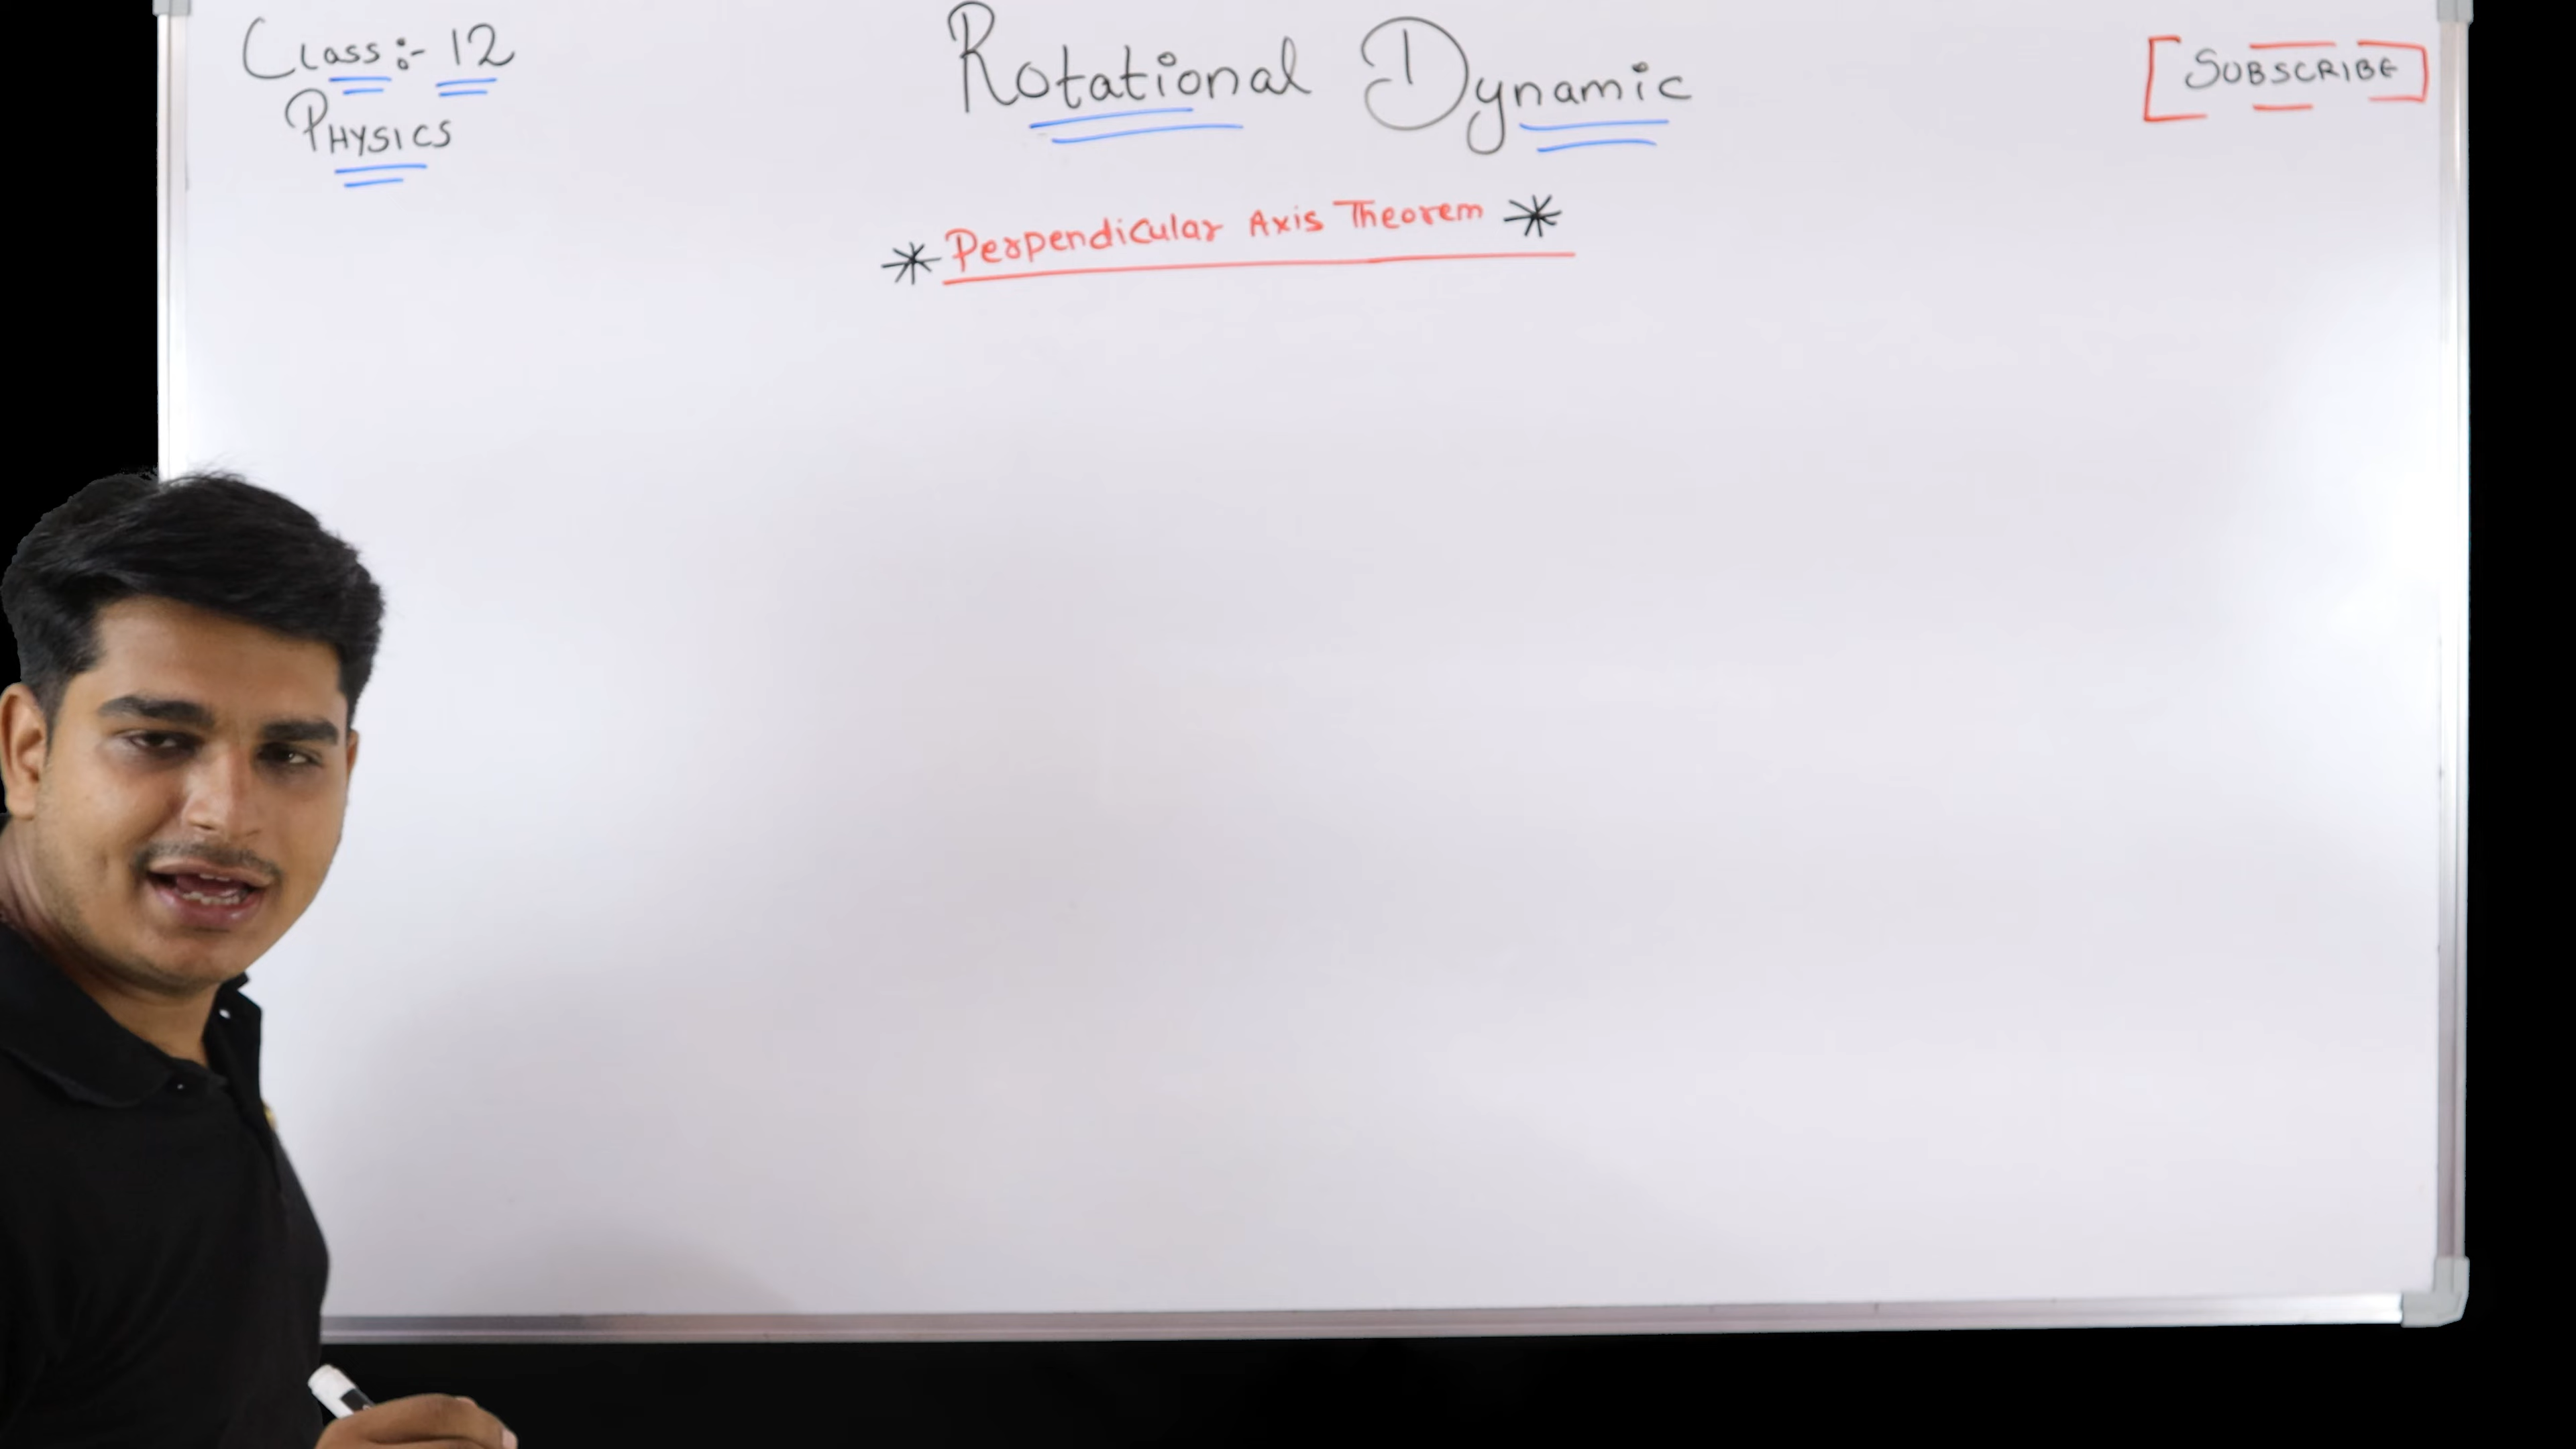 Class:- 12
Physics
Rotational Dynamic
SUBSCRIBE
* Perpendicular Axis Theorem *